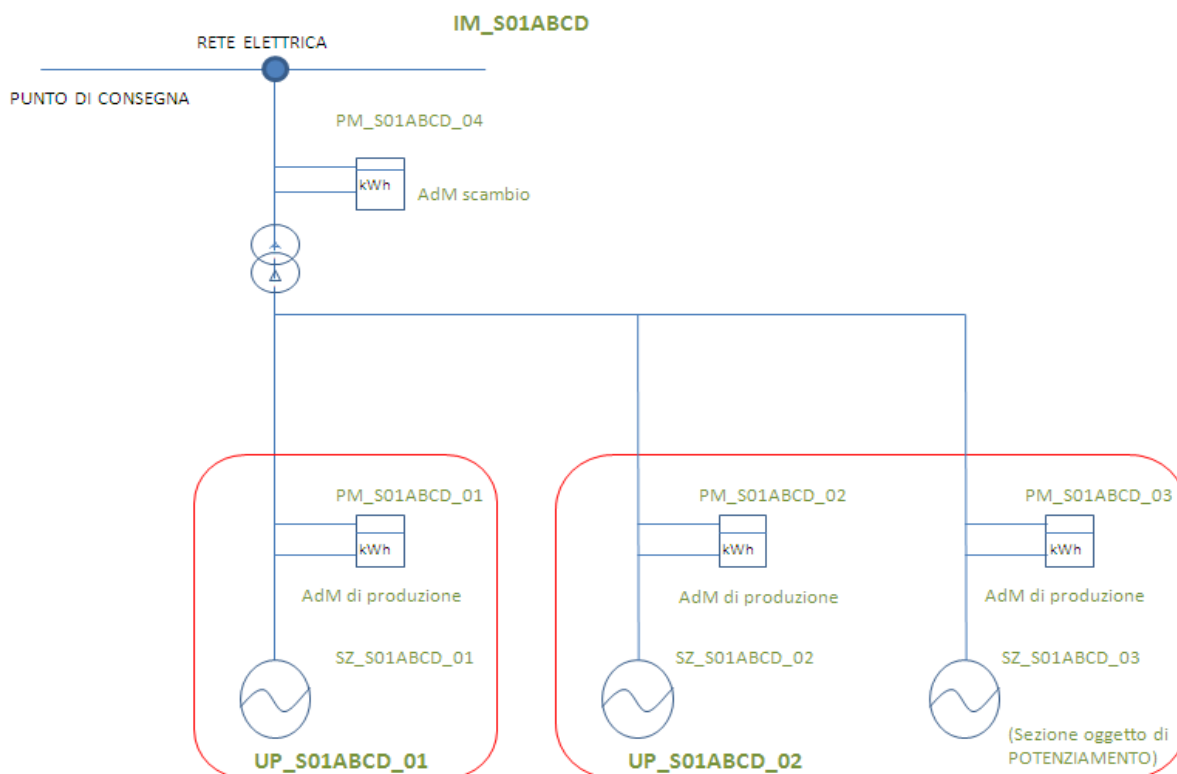 IM_S01ABCD
RETE ELETTRICA
PUNTO DI CONSEGNA
PM_S01ABCD_04
kWh
AdM scambio
PM_S01ABCD_01
PM_S01ABCD_02
PM_S01ABCD_03
kWh
kWh
kWh
AdM di produzione
AdM di produzione
AdM di produzione
SZ_S01ABCD_01
SZ_S01ABCD_02
SZ_S01ABCD_03
(Sezione oggetto di
POTENZIAMENTO)
UP_S01ABCD_01
UP_S01ABCD_02